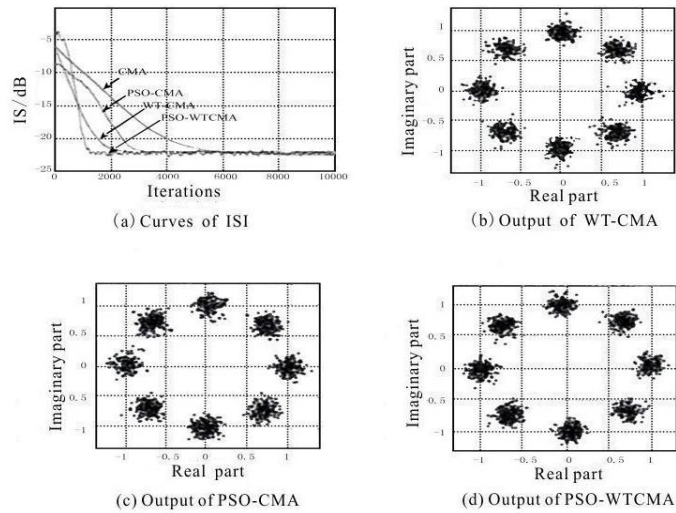 -5
-10
-15
-20
-25
IS/dB
CMA
PSO-CMA
WT-CMA
PSO-WTCMA
0 2000 4000 6000 8000 10000
Iterations
(a) Curves of ISI
1
0.5
0
-0.5
-1
Imaginary part
-1 -0.5 0 0.5 1
Real part
(b) Output of WT-CMA
1
0.5
0
-0.5
-1
Imaginary part
-1 -0.5 0 0.5 1
Real part
(c) Output of PSO-CMA
1
0.5
0
-0.5
-1
Imaginary part
-1 -0.5 0 0.5 1
Real part
(d) Output of PSO-WTCMA